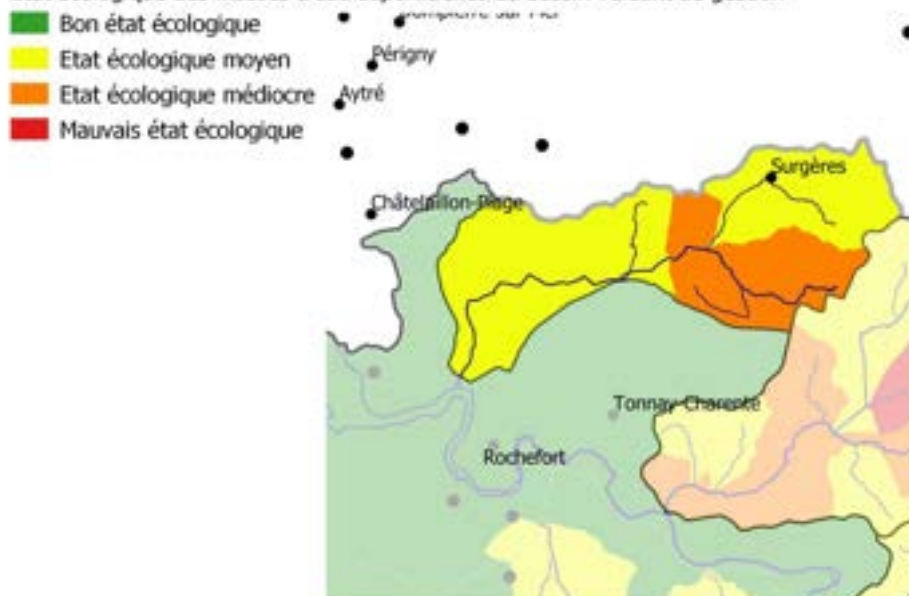 Bon état écologique
Etat écologique moyen
Etat écologique médiocre
Mauvais état écologique
Périgny
Aytré
Surgères
Châtelaillon-Plage
Tonnay-Charente
Rochefort